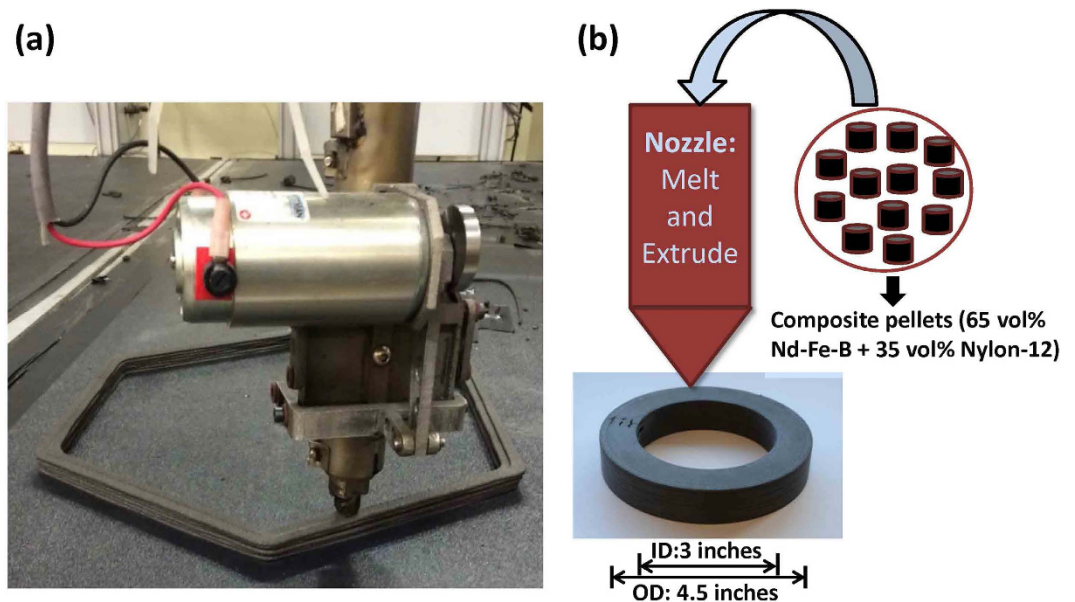 (a)
(b)
Nozzle:
Melt
and
Extrude
Composite pellets (65 vol%
Nd-Fe-B + 35 vol% Nylon-12)
ID:3 inches
OD: 4.5 inches